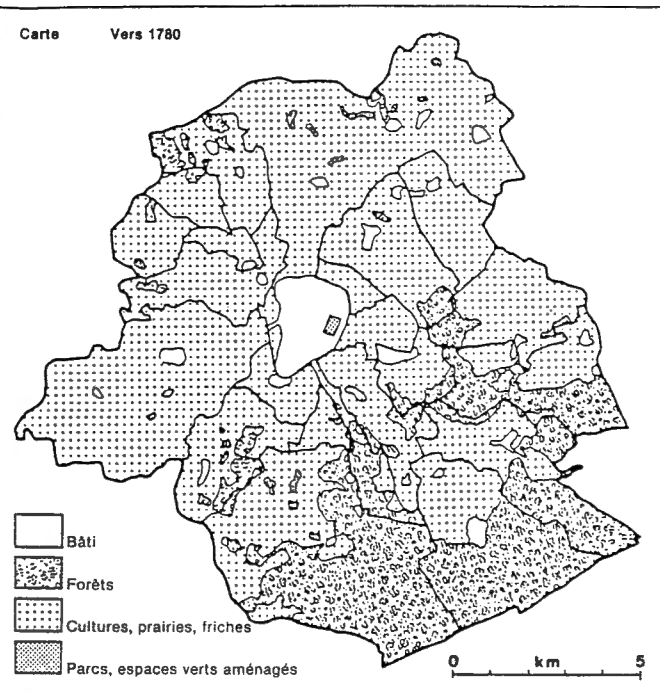 Carte Vers 1780
Bâti
Forêts
Cultures, prairies, friches
Parcs, espaces verts aménagés
0 km 5